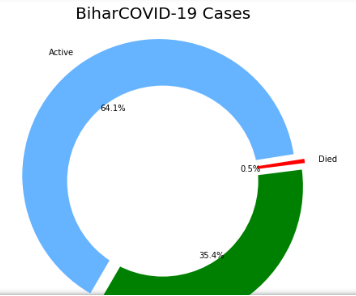 BiharCOVID-19 Cases
Active
64.1%
Died
0.5%
35.4%